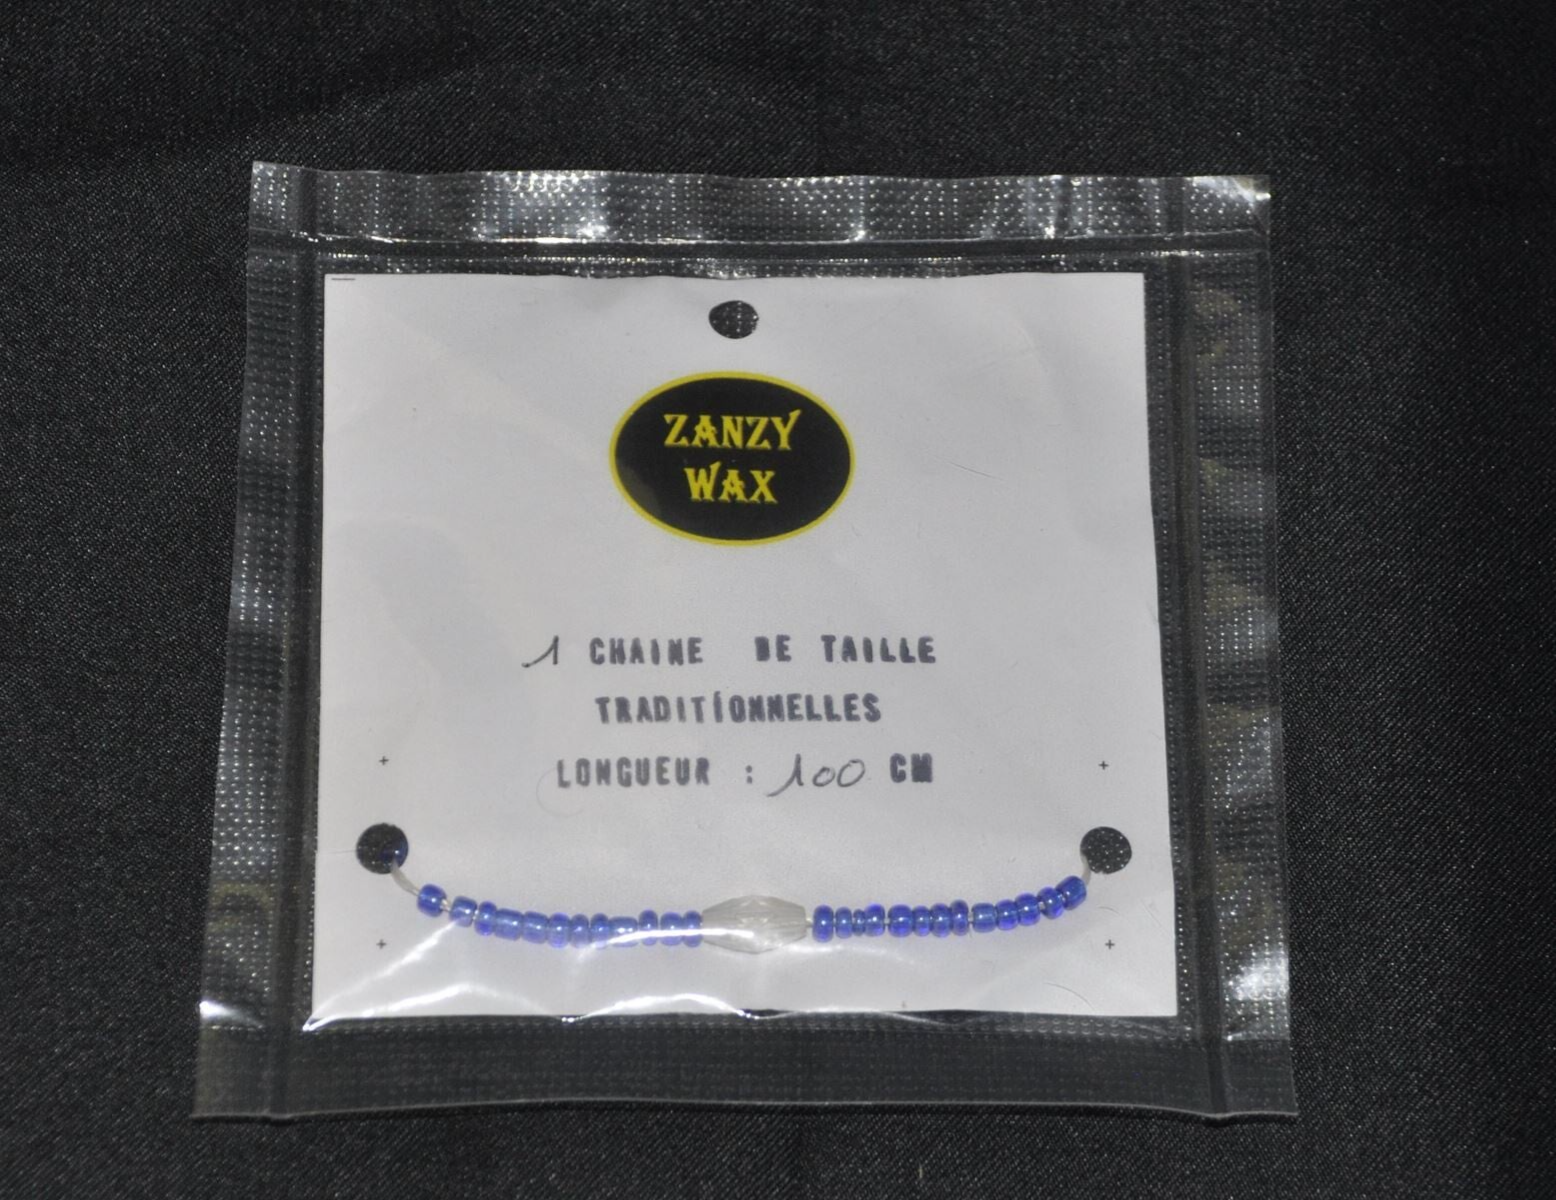 ZANZY
WAX
1 CHAINE DE TAILLE
TRADITIONNELLES
LONGUEUR : 100 CM